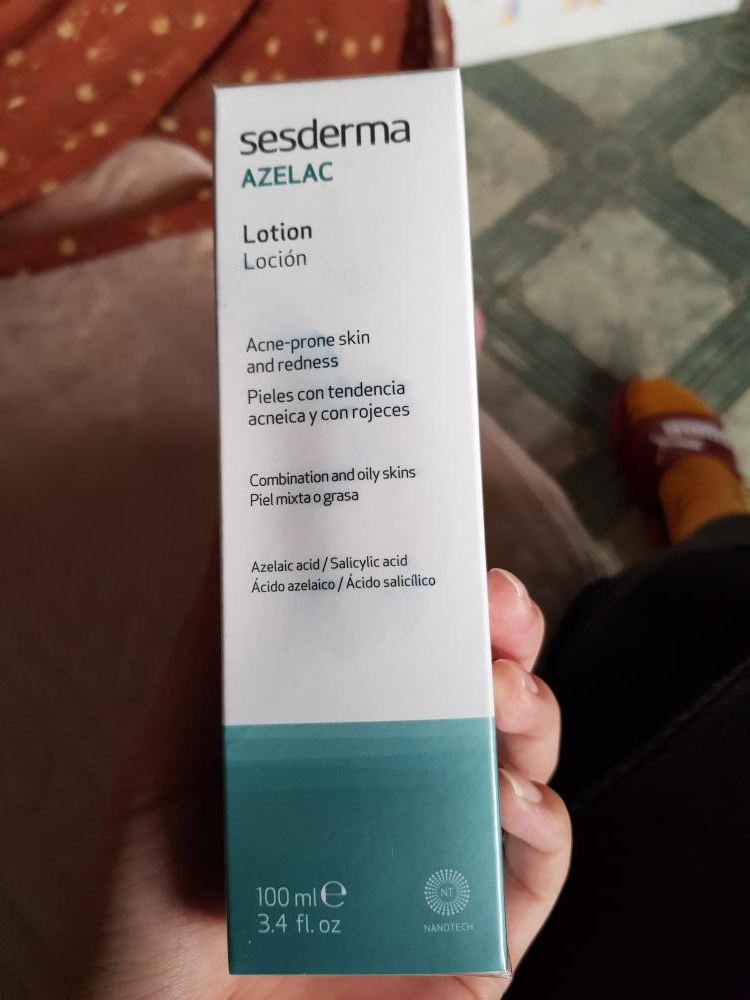 sesderma
AZELAC
Lotion
Loción
Acne-prone skin
and redness
Pieles con tendencia
acneica y con rojeces
Combination and oily skins
Piel mixta o grasa
Azelaic acid / Salicylic acid
Ácido azelaico / Ácido salicílico
100 ml e
3.4 fl. oz
NT
NANOTECH